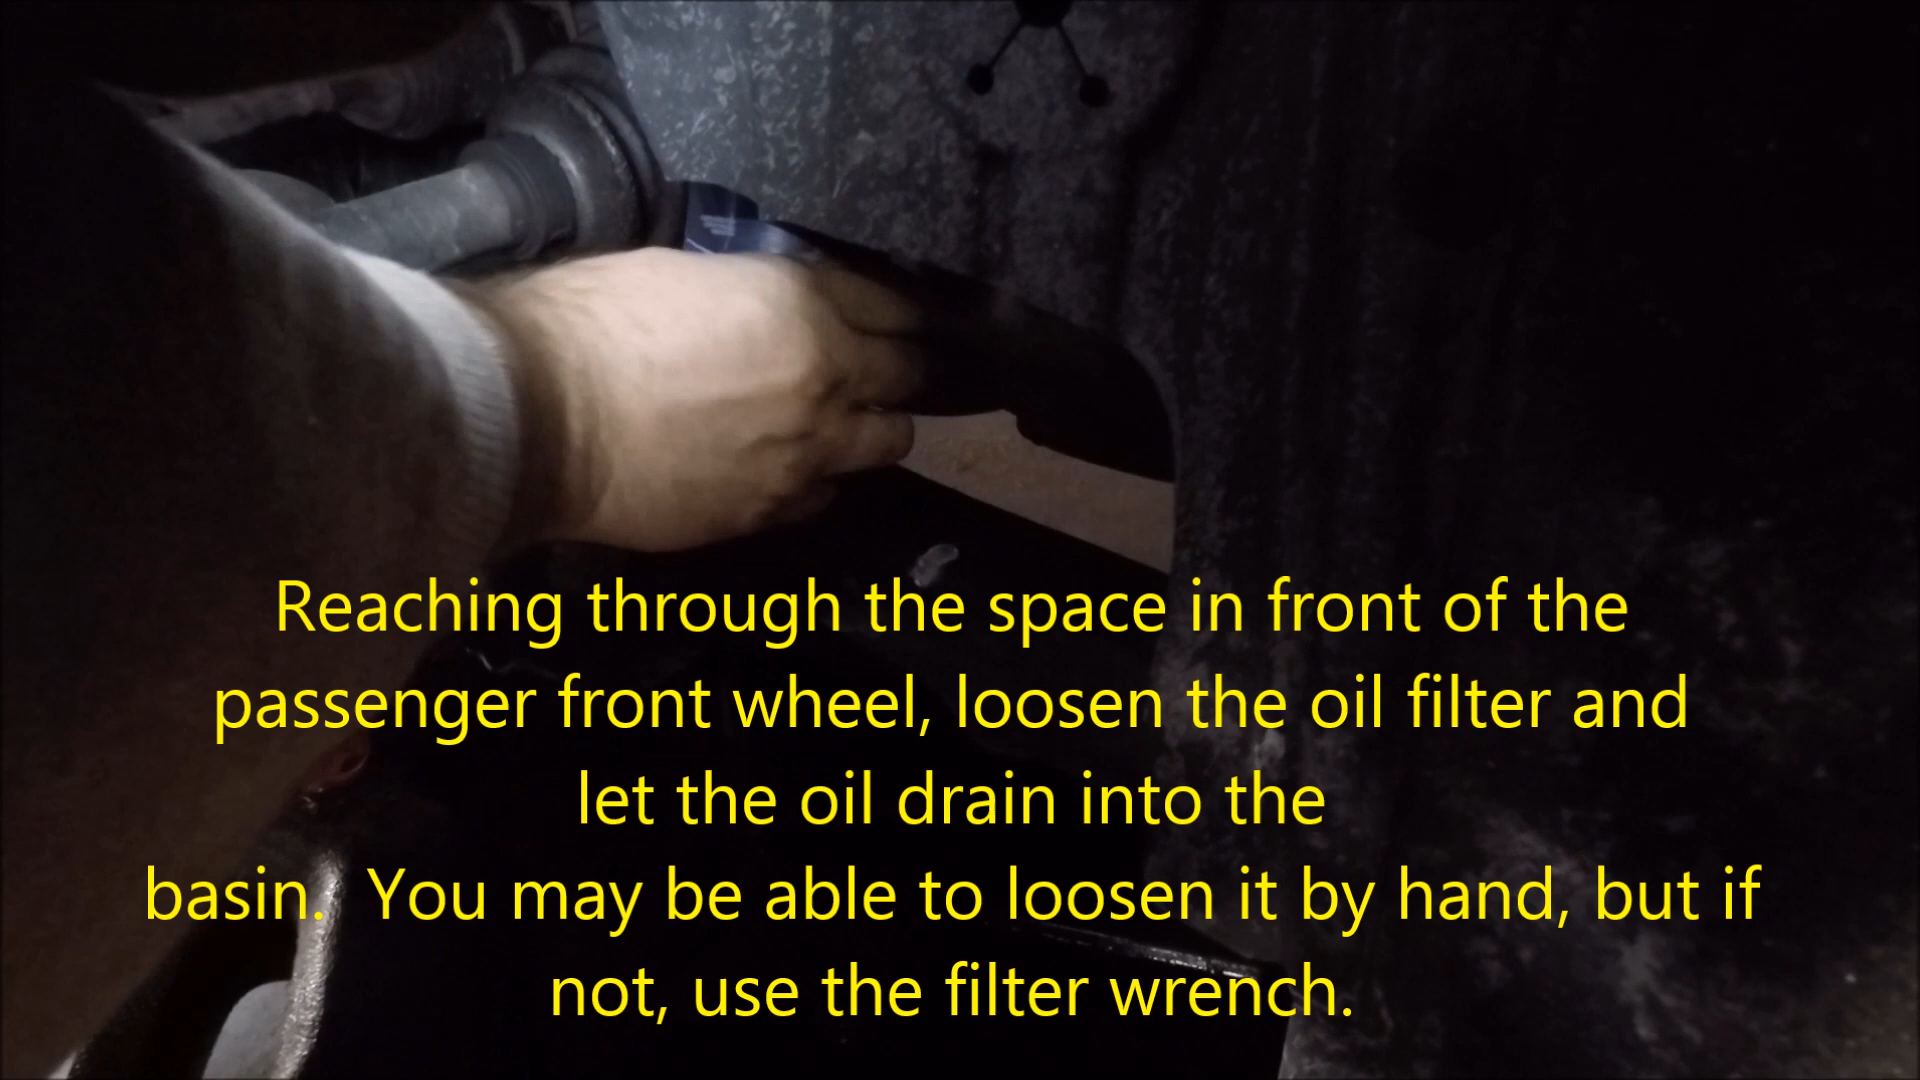 Reaching through the space in front of the
passenger front wheel, loosen the oil filter and
let the oil drain into the
basin.  You may be able to loosen it by hand, but if
not, use the filter wrench.